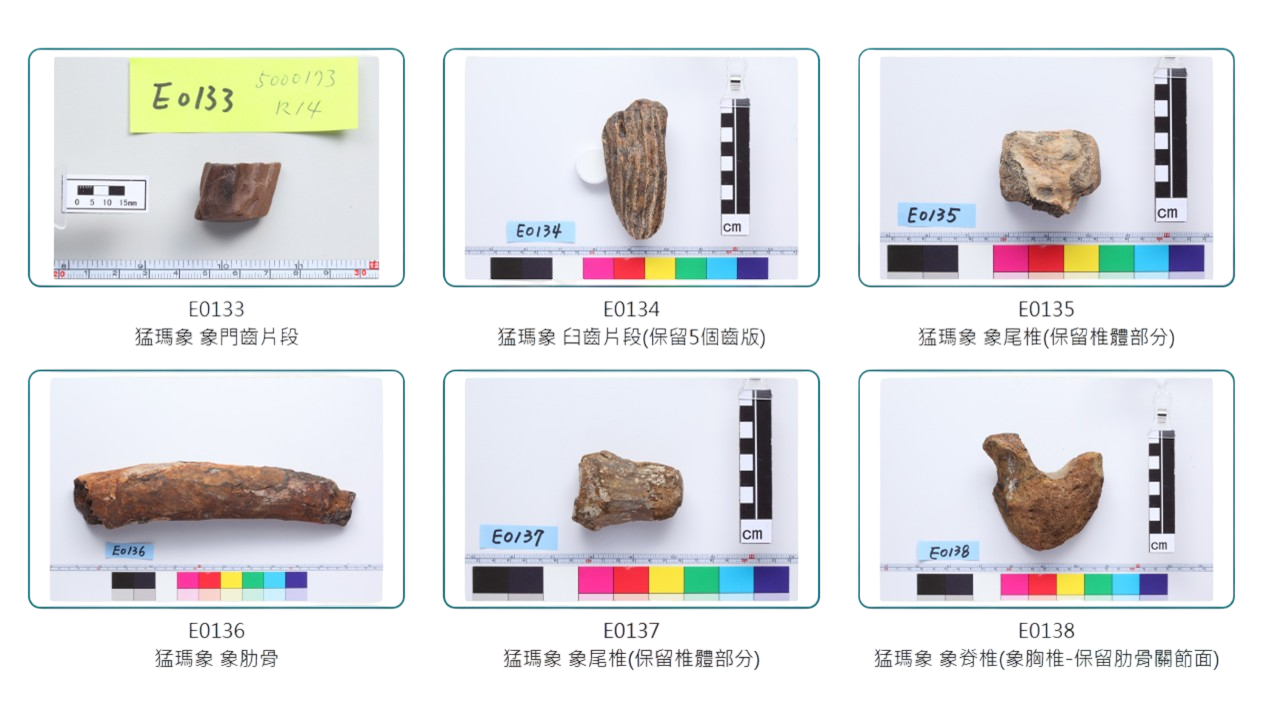 E0133 5000173
R14
0 5 10 15mm
E0134
cm
E0135
cm
E0133
猛瑪象 象門齒片段
E0134
猛瑪象 臼齒片段(保留5個齒版)
E0135
猛瑪象 象尾椎(保留椎體部分)
E0136
E0137
cm
E0138
cm
E0136
猛瑪象 象肋骨
E0137
猛瑪象 象尾椎(保留椎體部分)
E0138
猛瑪象 象脊椎(象胸椎-保留肋骨關節面)